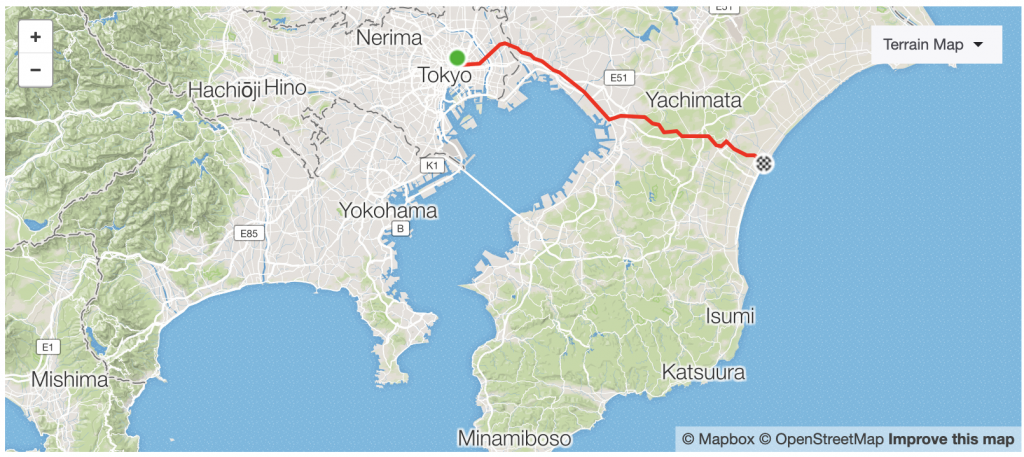 E51
+
Nerima
Terrain Map
−
Tokyo
E51
Hachiōji Hino
Yachimata
K1
Yokohama
B
E85
Isumi
E1
Mishima
Katsuura
Minamiboso
© Mapbox © OpenStreetMap Improve this map